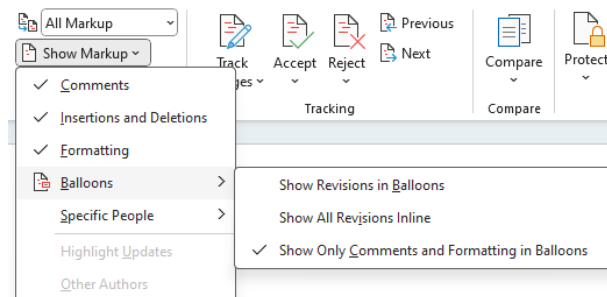 All Markup
Show Markup
Track
ges
Accept
Reject
Previous
Next
Tracking
Compare
Compare
Protect
Comments
Insertions and Deletions
Formatting
Balloons
Specific People
Highlight Updates
Other Authors
Show Revisions in Balloons
Show All Revisions Inline
Show Only Comments and Formatting in Balloons